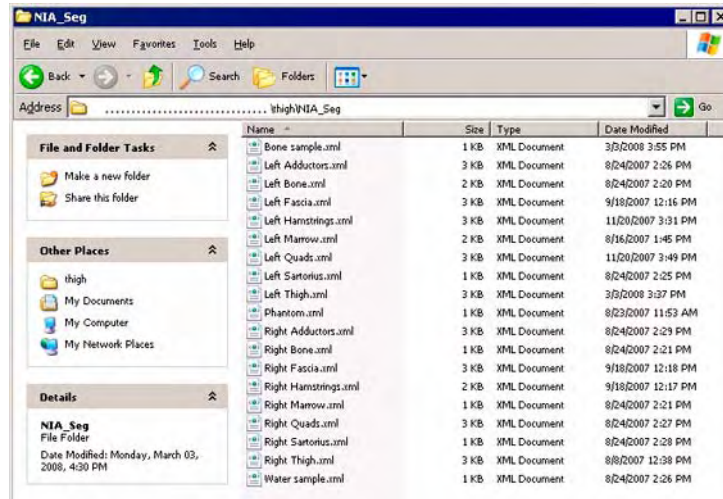 NIA_Seg
File Edit View Favorites Tools Help
Back Search Folders
Address ................................ \thigh\NIA_Seg Go
File and Folder Tasks
Make a new folder
Share this folder
Other Places
thigh
My Documents
My Computer
My Network Places
Details
NIA_Seg
File Folder
Date Modified: Monday, March 03,
2008, 4:30 PM
Name Size Type Date Modified
Bone sample.xml 1 KB XML Document 3/3/2008 3:55 PM
Left Adductors.xml 3 KB XML Document 8/24/2007 2:26 PM
Left Bone.xml 2 KB XML Document 8/24/2007 2:20 PM
Left Fascia.xml 3 KB XML Document 9/18/2007 12:16 PM
Left Hamstrings.xml 3 KB XML Document 11/20/2007 3:31 PM
Left Marrow.xml 2 KB XML Document 8/16/2007 1:45 PM
Left Quads.xml 3 KB XML Document 11/20/2007 3:49 PM
Left Sartorius.xml 1 KB XML Document 8/24/2007 2:25 PM
Left Thigh.xml 3 KB XML Document 3/3/2008 3:37 PM
Phantom.xml 1 KB XML Document 8/23/2007 11:53 AM
Right Adductors.xml 3 KB XML Document 8/24/2007 2:29 PM
Right Bone.xml 1 KB XML Document 8/24/2007 2:21 PM
Right Fascia.xml 3 KB XML Document 9/18/2007 12:18 PM
Right Hamstrings.xml 2 KB XML Document 9/18/2007 12:17 PM
Right Marrow.xml 1 KB XML Document 8/24/2007 2:21 PM
Right Quads.xml 3 KB XML Document 8/24/2007 2:27 PM
Right Sartorius.xml 1 KB XML Document 8/24/2007 2:28 PM
Right Thigh.xml 3 KB XML Document 8/8/2007 12:38 PM
Water sample.xml 1 KB XML Document 8/24/2007 2:26 PM